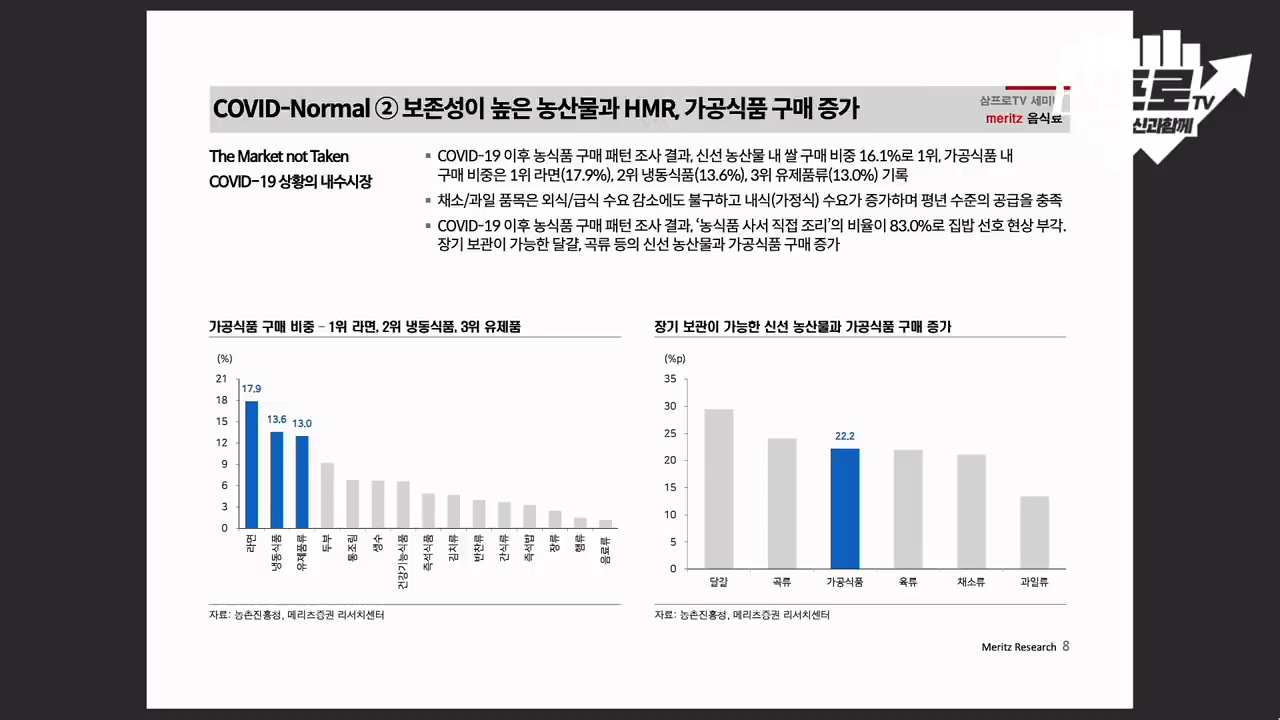 COVID-Normal ② 보존성이 높은 농산물과 HMR, 가공식품 구매 증가
삼프로TV 세미
meritz 음식료
프로TV
신과함께
The Market not Taken
COVID-19 상황의 내수시장
COVID-19 이후 농식품 구매 패턴 조사 결과, 신선 농산물 내 쌀 구매 비중 16.1%로 1위, 가공식품 내
구매 비중은 1위 라면(17.9%), 2위 냉동식품(13.6%), 3위 유제품류(13.0%) 기록
채소/과일 품목은 외식/급식 수요 감소에도 불구하고 내식(가정식) 수요가 증가하며 평년 수준의 공급을 충족
COVID-19 이후 농식품 구매 패턴 조사 결과, '농식품 사서 직접 조리'의 비율이 83.0%로 집밥 선호 현상 부각.
장기 보관이 가능한 달걀, 곡류 등의 신선 농산물과 가공식품 구매 증가
가공식품 구매 비중 – 1위 라면, 2위 냉동식품, 3위 유제품
(%)
21
18
15
12
9
6
3
0
17.9
13.6
13.0
라면
냉동식품
유제품류
두부
통조림
생수
건강기능식품
즉석식품
김치류
반찬류
간식류
즉석밥
장류
햄류
음료류
자료: 농촌진흥청, 메리츠증권 리서치센터
장기 보관이 가능한 신선 농산물과 가공식품 구매 증가
(%p)
35
30
25
20
15
10
5
0
22.2
달걀
곡류
가공식품
육류
채소류
과일류
자료: 농촌진흥청, 메리츠증권 리서치센터
Meritz Research 8